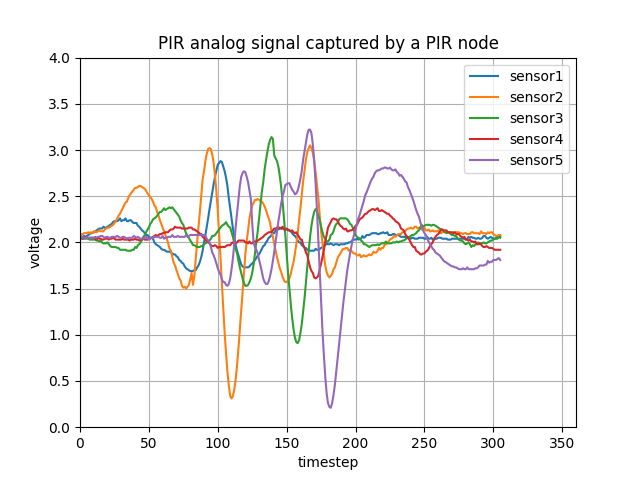 PIR analog signal captured by a PIR node
4.0
3.5
3.0
2.5
2.0
1.5
1.0
0.5
0.0
voltage
sensor1
sensor2
sensor3
sensor4
sensor5
0 50 100 150 200 250 300 350
timestep